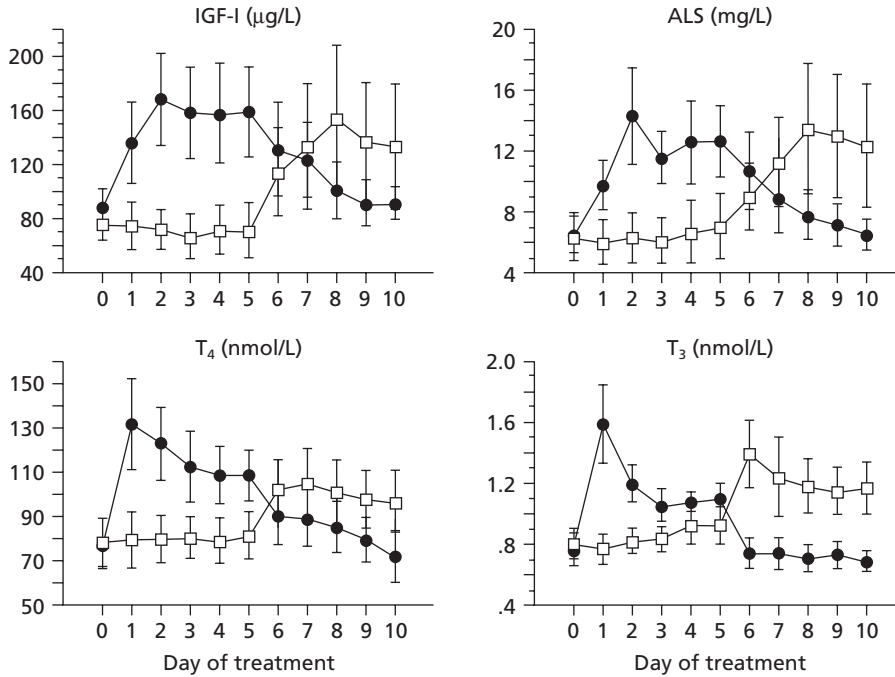 IGF-I (µg/L)
200
160
120
80
40
0 1 2 3 4 5 6 7 8 9 10
ALS (mg/L)
20
16
12
8
4
0 1 2 3 4 5 6 7 8 9 10
T₄ (nmol/L)
150
130
110
90
70
50
0 1 2 3 4 5 6 7 8 9 10
Day of treatment
T₃ (nmol/L)
2.0
1.6
1.2
.8
.4
0 1 2 3 4 5 6 7 8 9 10
Day of treatment